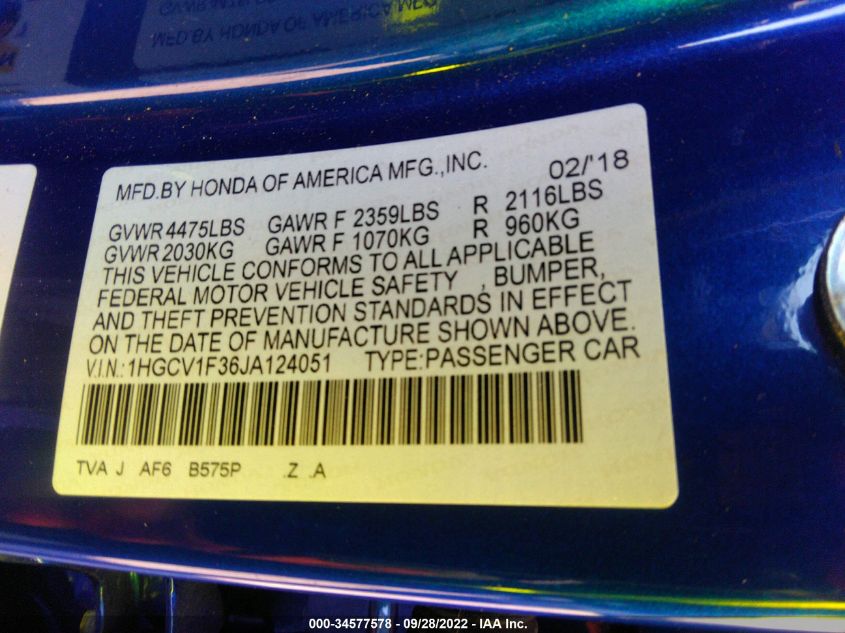 MFD.BY HONDA OF AMERICA MFG.,INC. 02/'18
GVWR 4475LBS GAWR F 2359LBS R 2116LBS
GVWR 2030KG GAWR F 1070KG R 960KG
THIS VEHICLE CONFORMS TO ALL APPLICABLE
FEDERAL MOTOR VEHICLE SAFETY , BUMPER,
AND THEFT PREVENTION STANDARDS IN EFFECT
ON THE DATE OF MANUFACTURE SHOWN ABOVE.
V.I.N.:1HGCV1F36JA124051 TYPE:PASSENGER CAR
TVA J AF6 B575P .Z .A
000-34577578 - 09/28/2022 - IAA Inc.